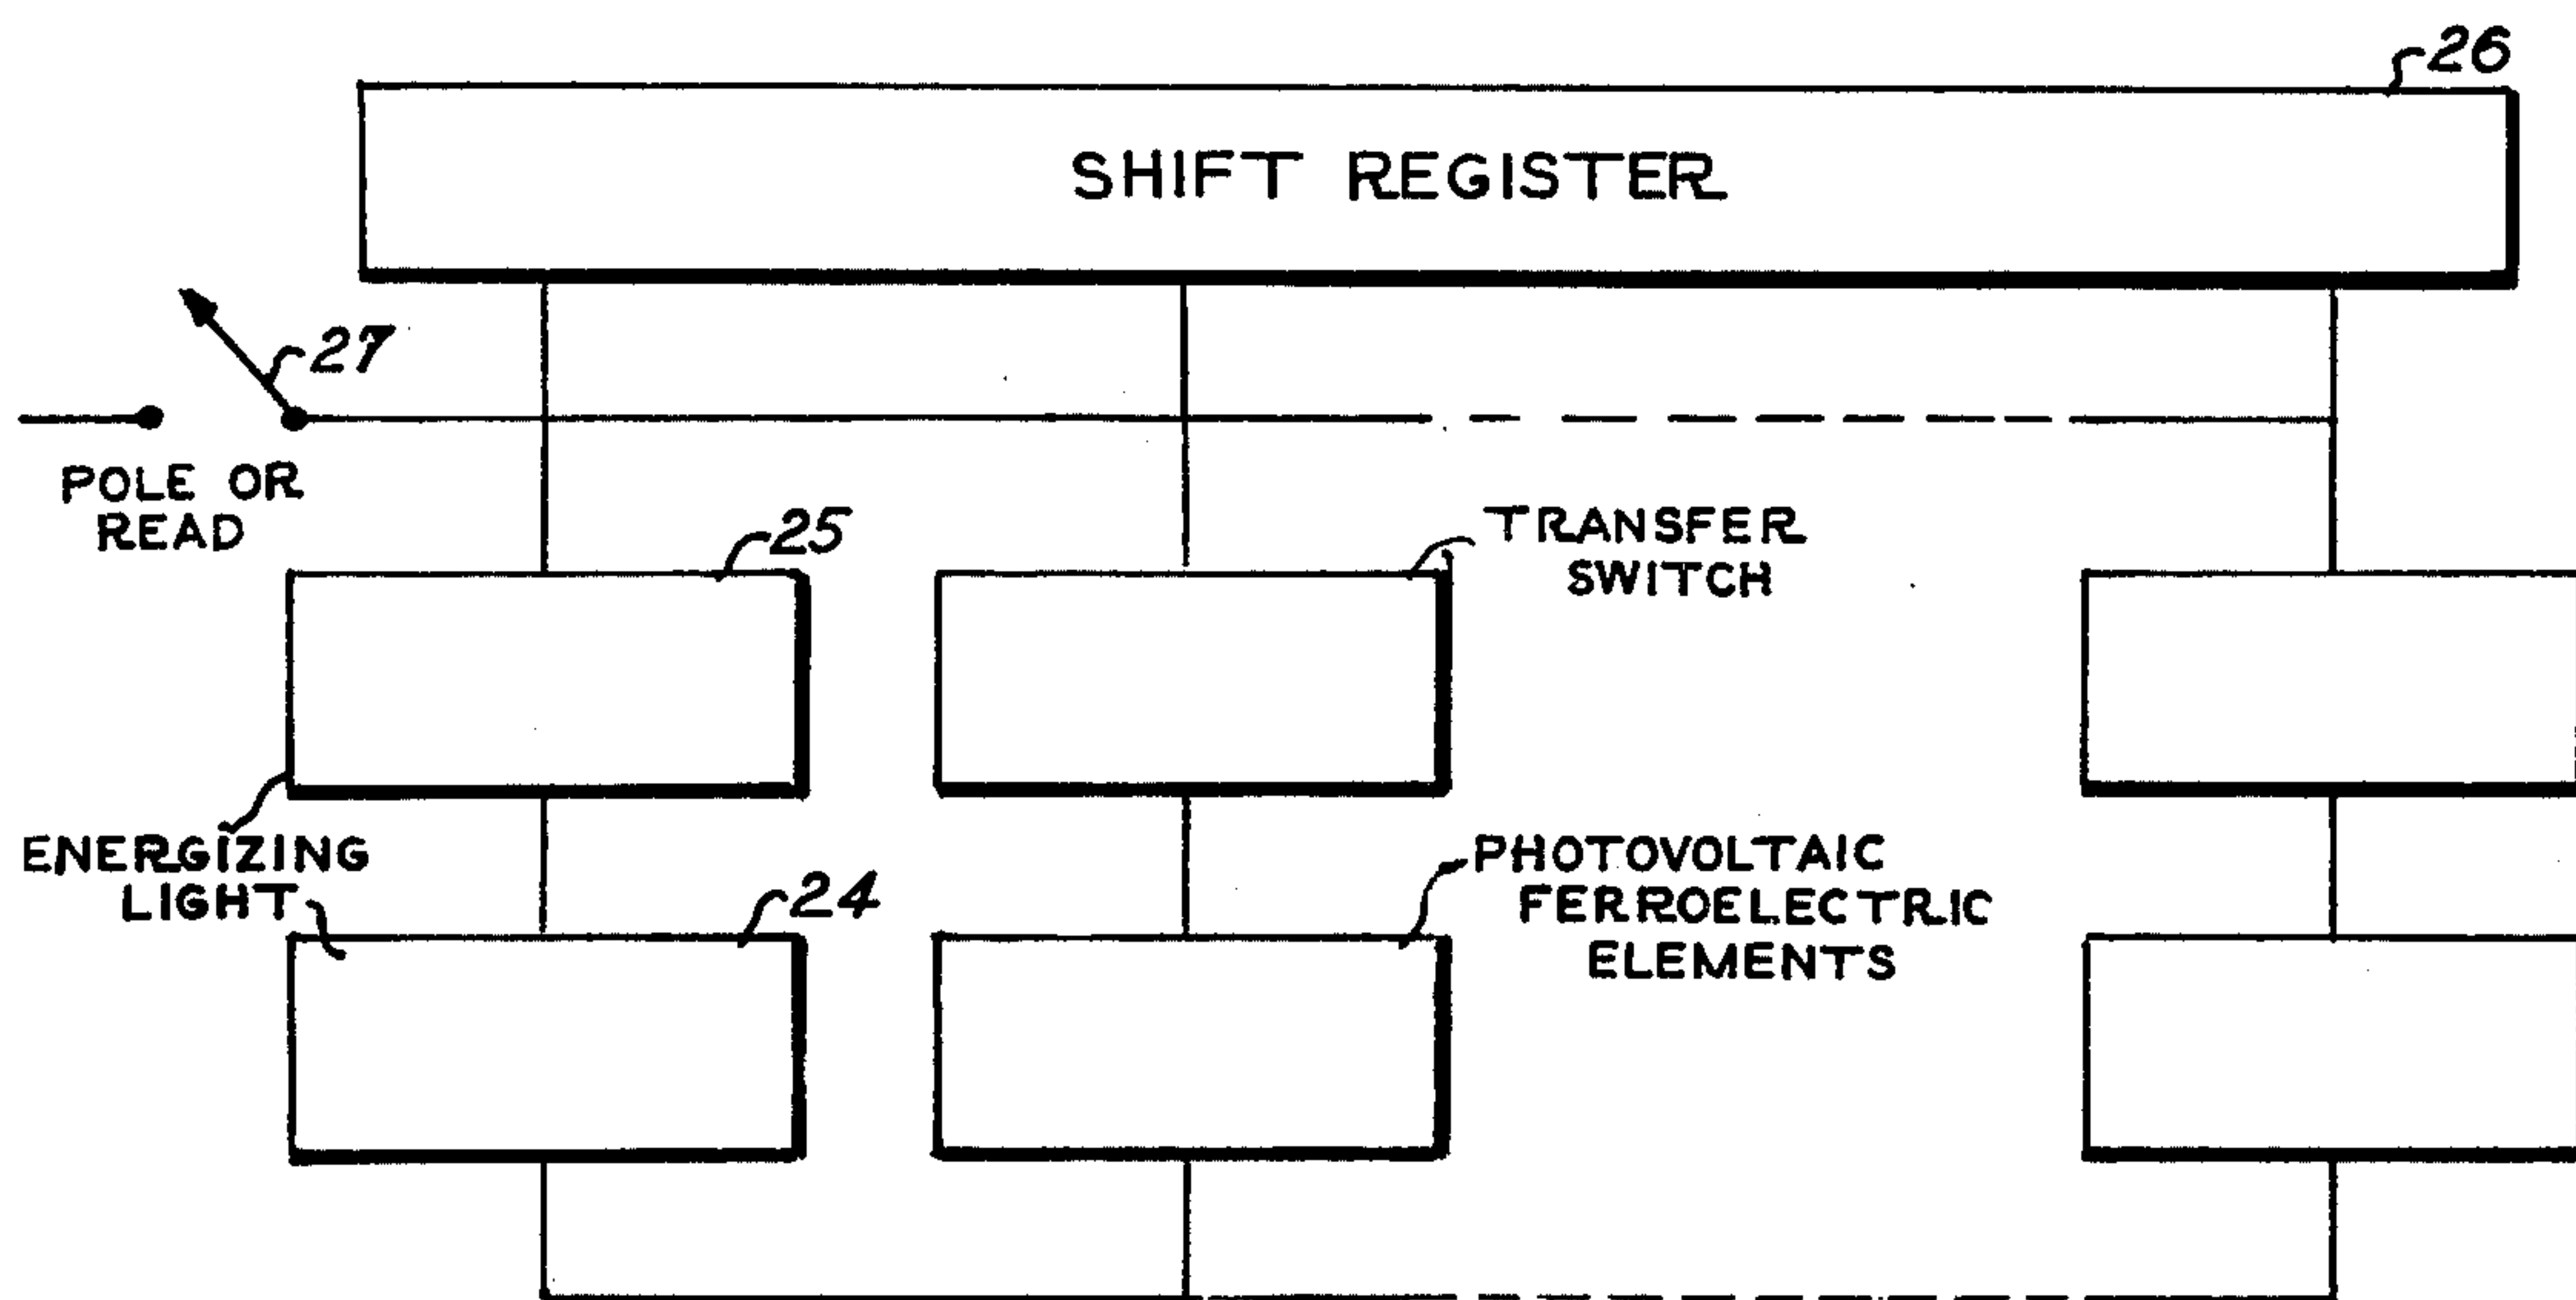 26
SHIFT REGISTER
27
POLE OR
READ
25
TRANSFER
SWITCH
ENERGIZING
LIGHT
24
PHOTOVOLTAIC
FERROELECTRIC
ELEMENTS